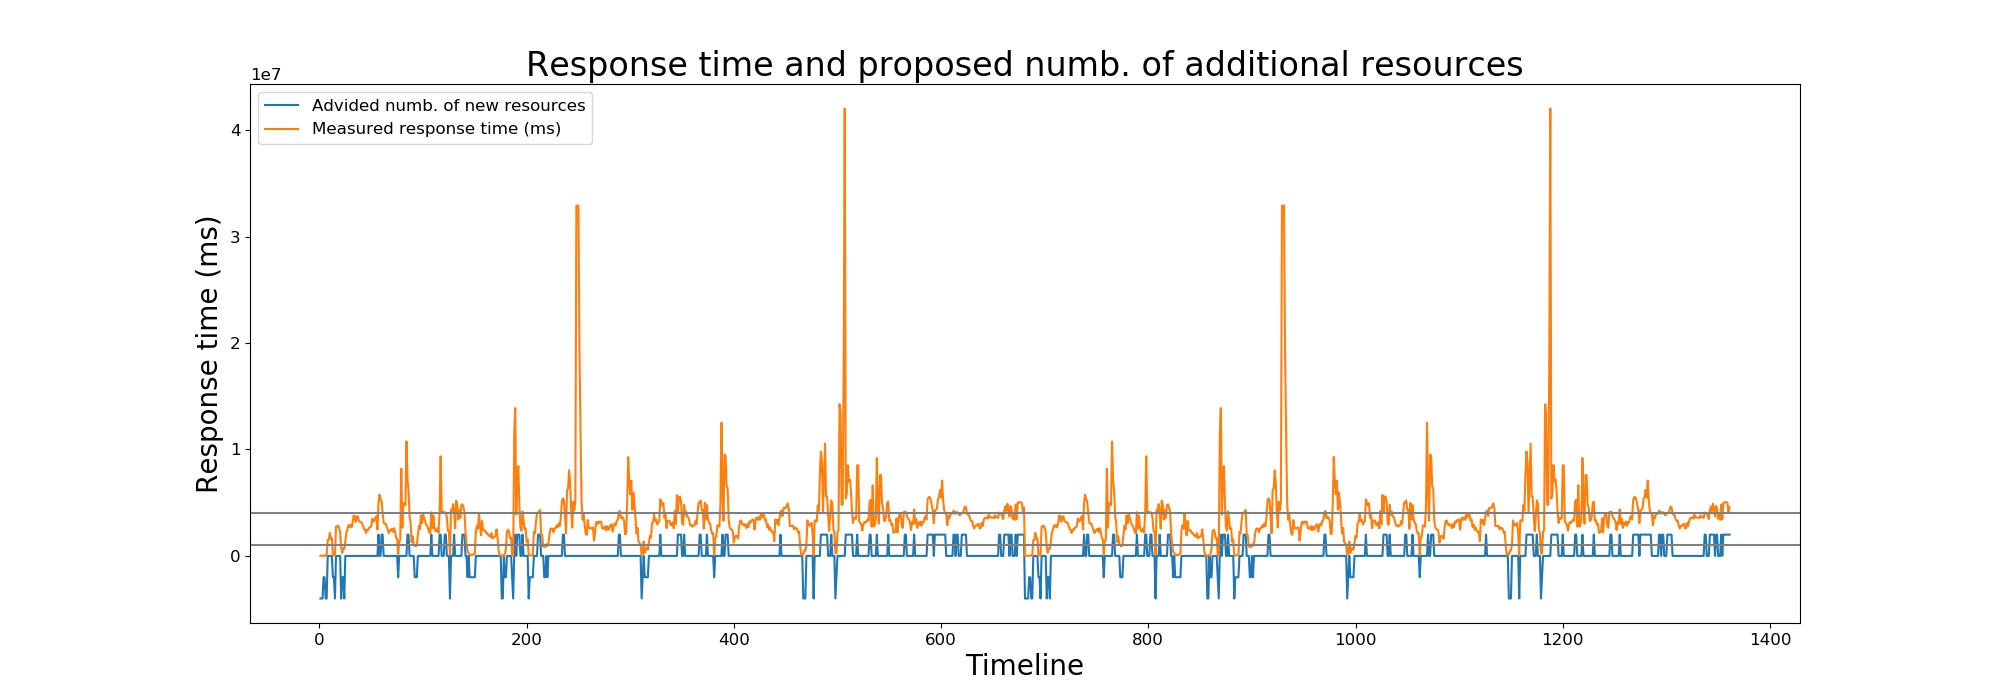 Response time and proposed numb. of additional resources
1e7
Advided numb. of new resources
Measured response time (ms)
4
3
2
1
0
Response time (ms)
0 200 400 600 800 1000 1200 1400
Timeline